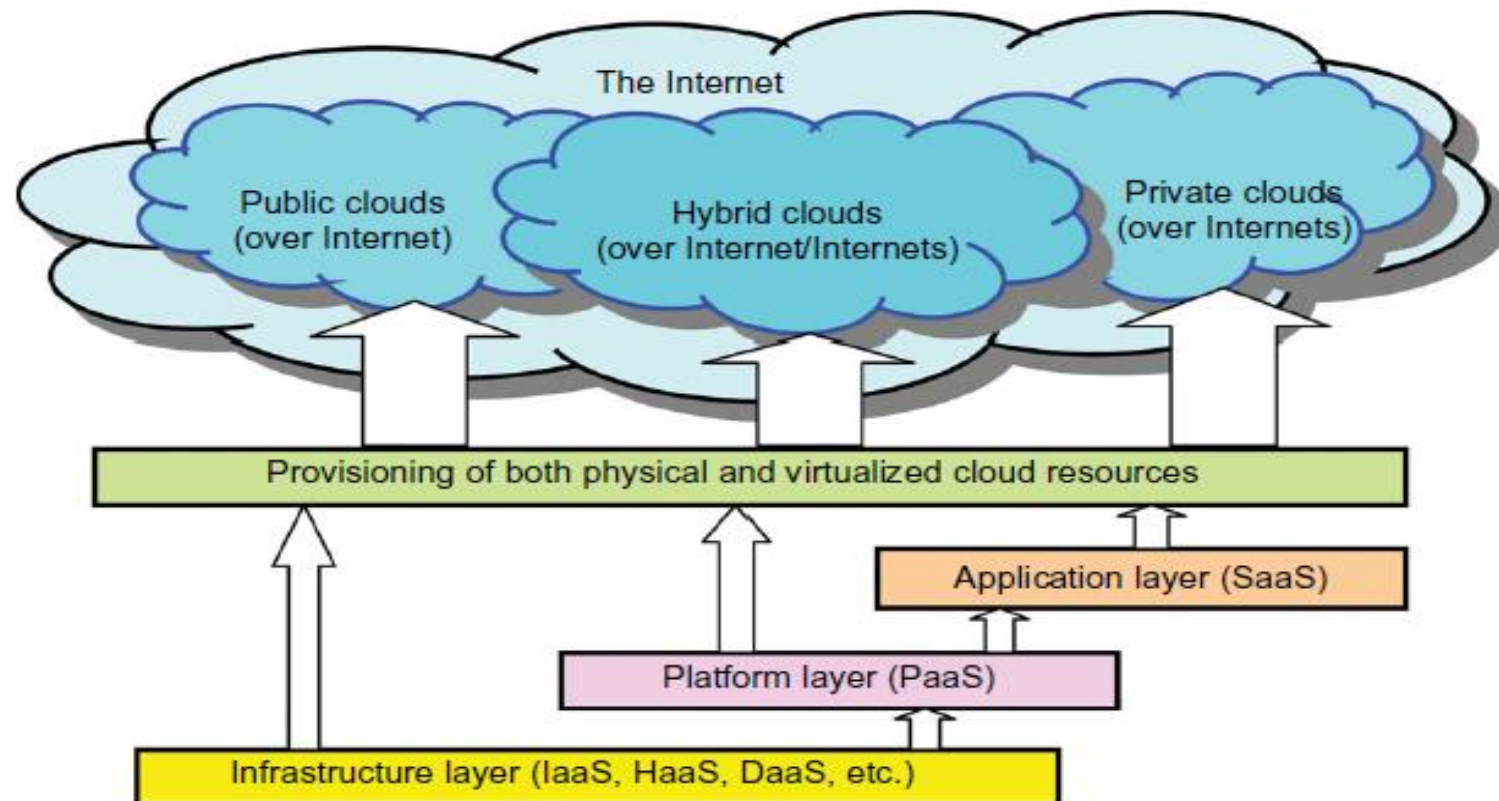 The Internet
Public clouds
(over Internet)
Hybrid clouds
(over Internet/Internets)
Private clouds
(over Internets)
Provisioning of both physical and virtualized cloud resources
Application layer (SaaS)
Platform layer (PaaS)
Infrastructure layer (IaaS, HaaS, DaaS, etc.)